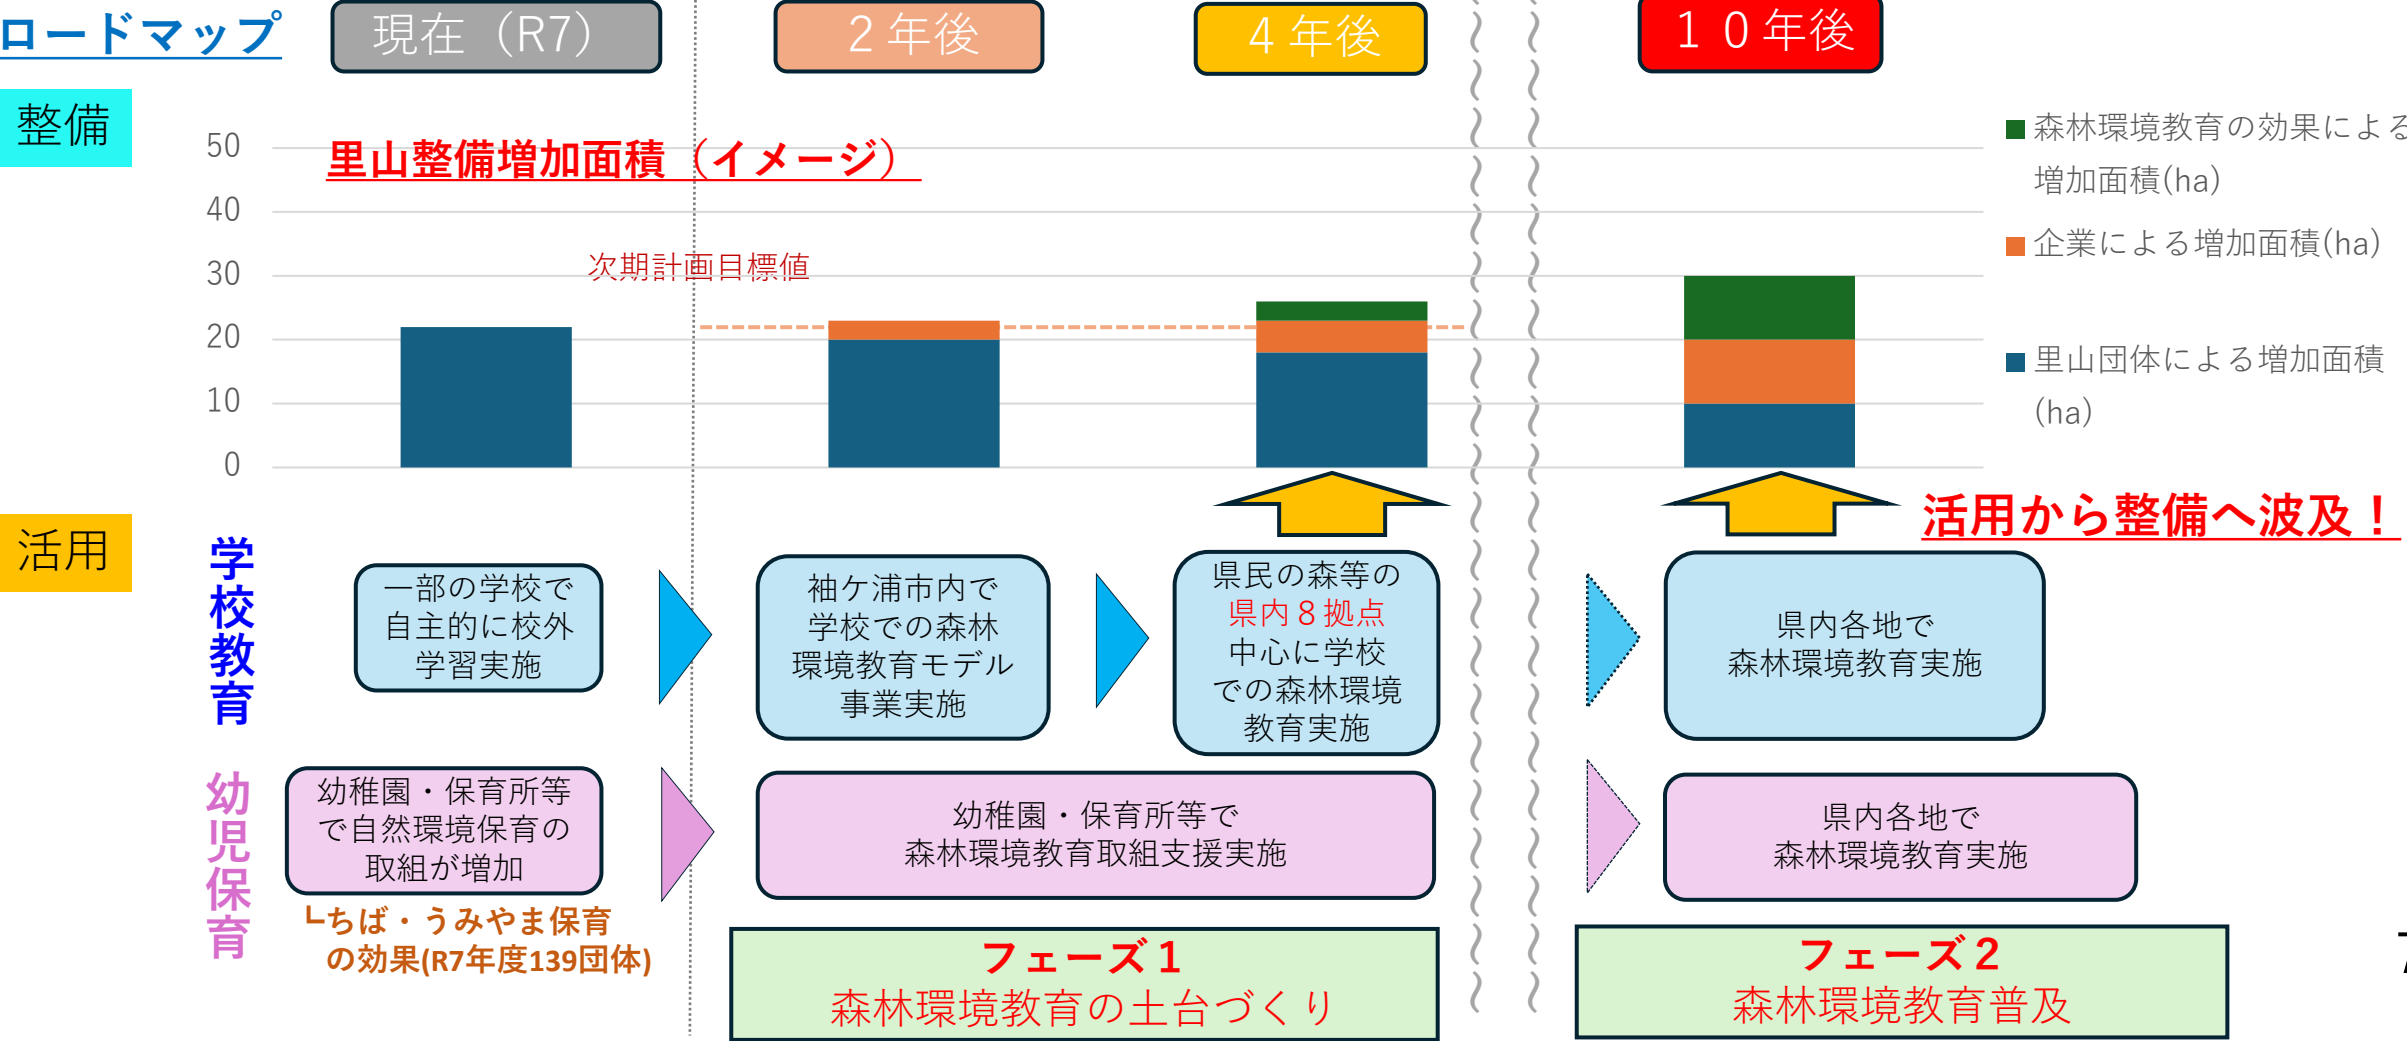 ロードマップ
現在（R7）
２年後
４年後
１０年後
整備
里山整備増加面積（イメージ）
50
40
30
20
10
0
次期計画目標値
森林環境教育の効果による
増加面積(ha)
企業による増加面積(ha)
里山団体による増加面積
(ha)
活用から整備へ波及！
活用
学校教育
一部の学校で
自主的に校外
学習実施
袖ケ浦市内で
学校での森林
環境教育モデル
事業実施
県民の森等の
県内８拠点
中心に学校
での森林環境
教育実施
県内各地で
森林環境教育実施
幼児保育
幼稚園・保育所等
で自然環境保育の
取組が増加
┗ちば・うみやま保育
の効果(R7年度139団体)
幼稚園・保育所等で
森林環境教育取組支援実施
県内各地で
森林環境教育実施
フェーズ１
森林環境教育の土台づくり
フェーズ２
森林環境教育普及